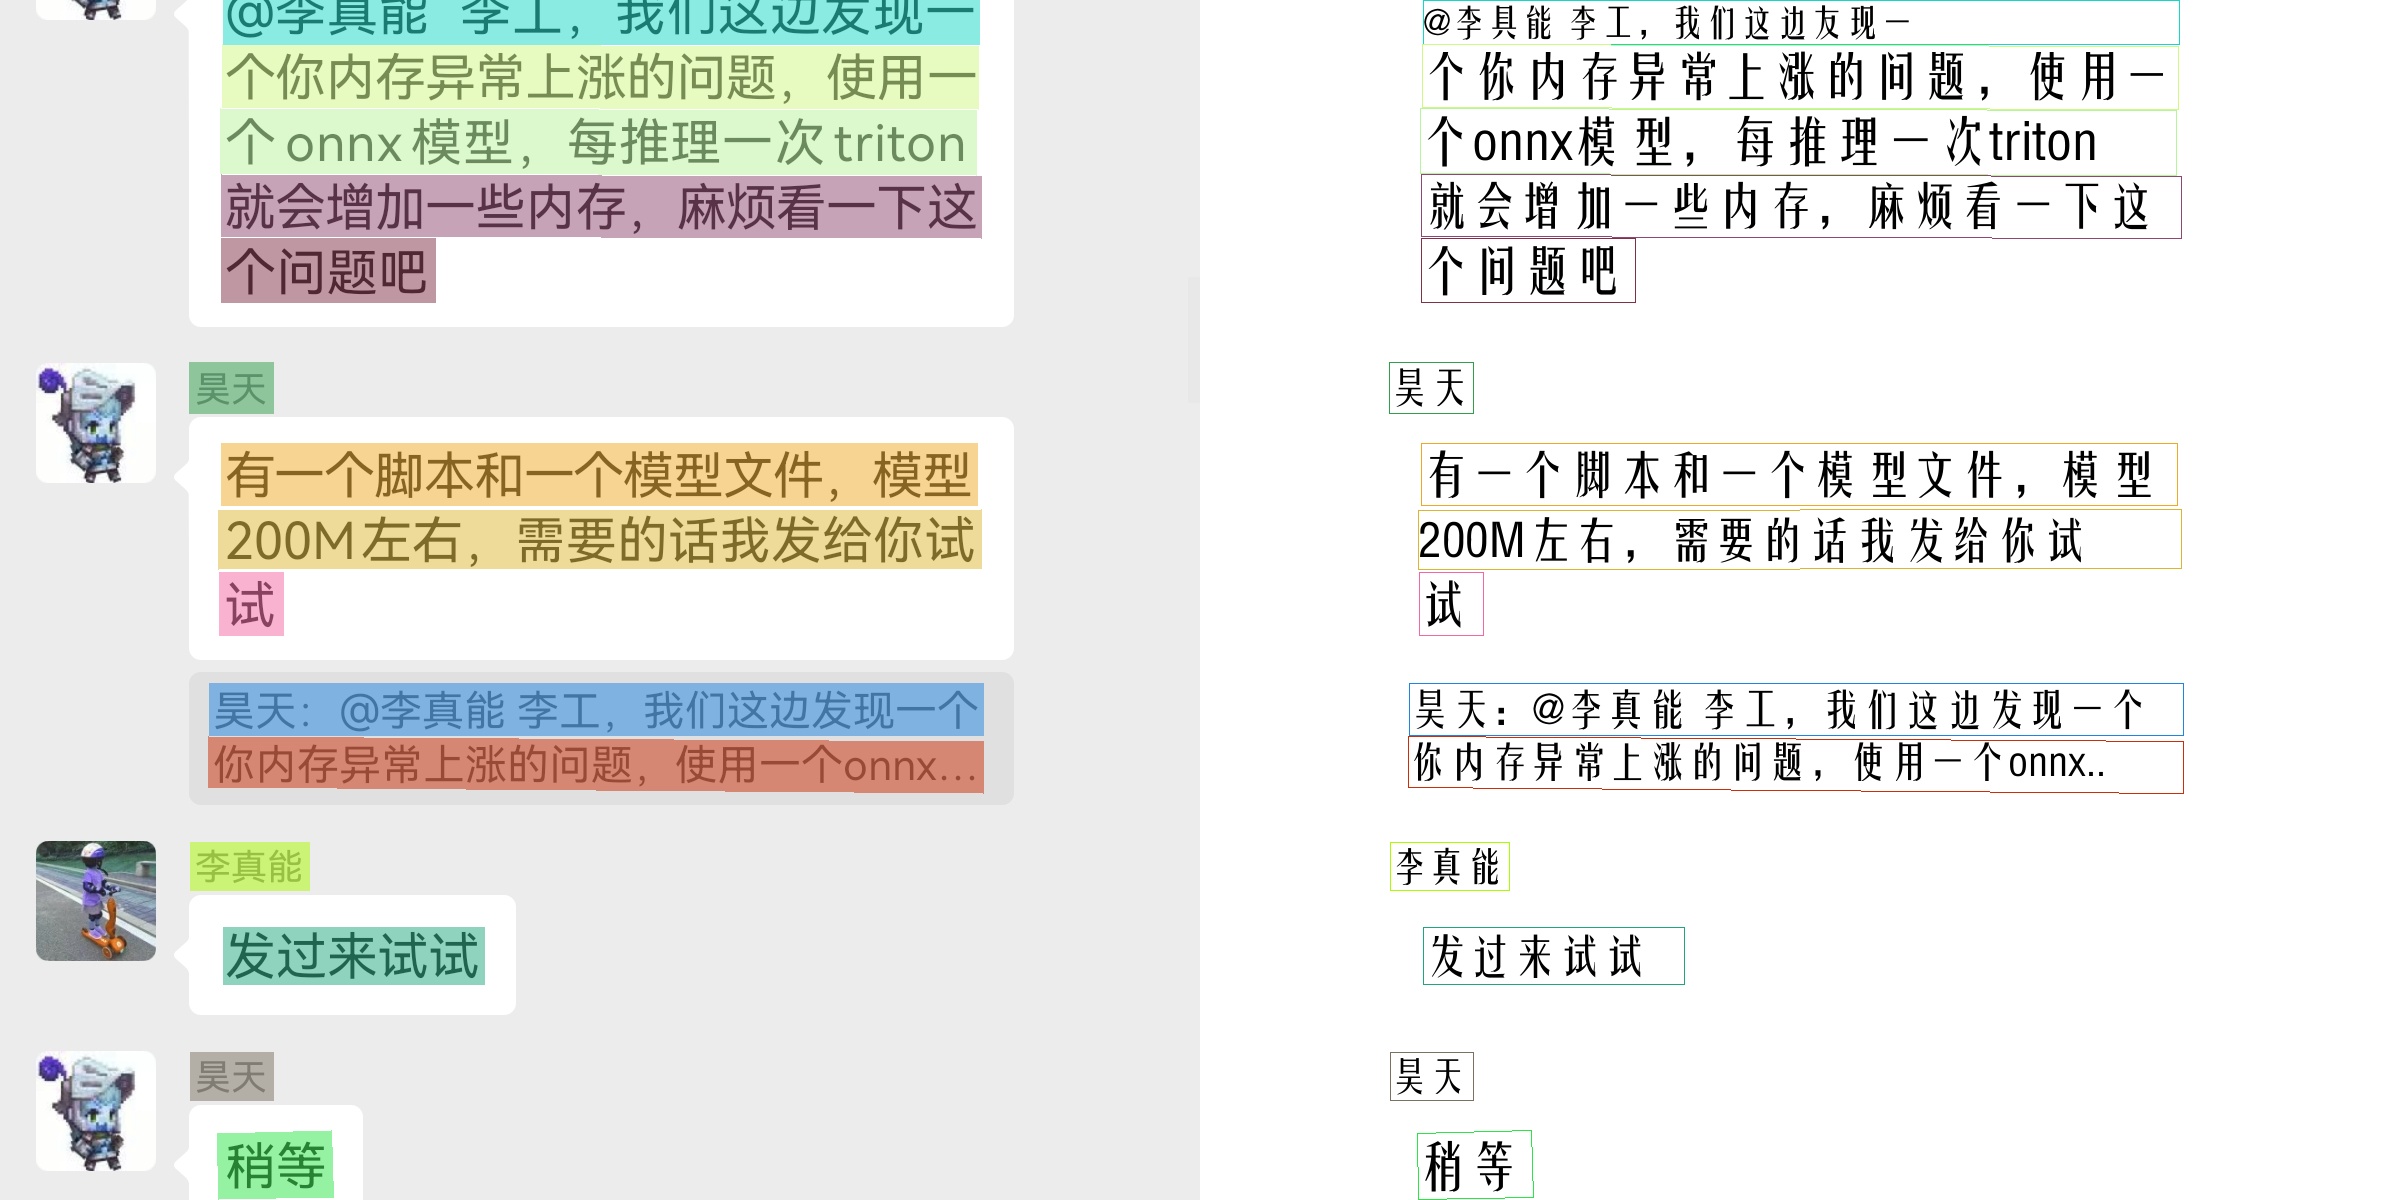 @李真能 李工，我们这边发现一
个你内存异常上涨的问题，使用一
个onnx模型，每推理一次triton
就会增加一些内存，麻烦看一下这
个问题吧
昊天
有一个脚本和一个模型文件，模型
200M左右，需要的话我发给你试
试
昊天：@李真能 李工，我们这边发现一个
你内存异常上涨的问题，使用一个onnx...
李真能
发过来试试
昊天
稍等
@李具能 李工，我们这边友现一
个你内存异常上涨的问题，使用一
个onnx模型，每推理一次triton
就会增加一些内存，麻烦看一下这
个问题吧
昊天
有一个脚本和一个模型文件，模型
200M左右，需要的话我发给你试
试
昊天：@李真能 李工，我们这边发现一个
你内存异常上涨的问题，使用一个onnx..
李真能
发过来试试
昊天
稍等